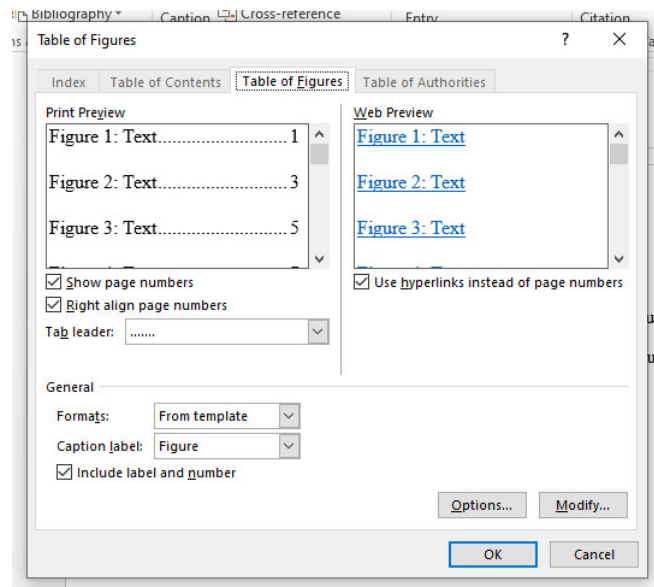 Bibliography
Caption Cross-reference Entry Citation
Table of Figures ? ×
Index Table of Contents Table of Figures Table of Authorities
Print Preview
Figure 1: Text............................ 1
Figure 2: Text............................ 3
Figure 3: Text............................ 5
Show page numbers
Right align page numbers
Tab leader: .......
Web Preview
Figure 1: Text
Figure 2: Text
Figure 3: Text
Use hyperlinks instead of page numbers
General
Formats: From template
Caption label: Figure
Include label and number
Options... Modify...
OK Cancel